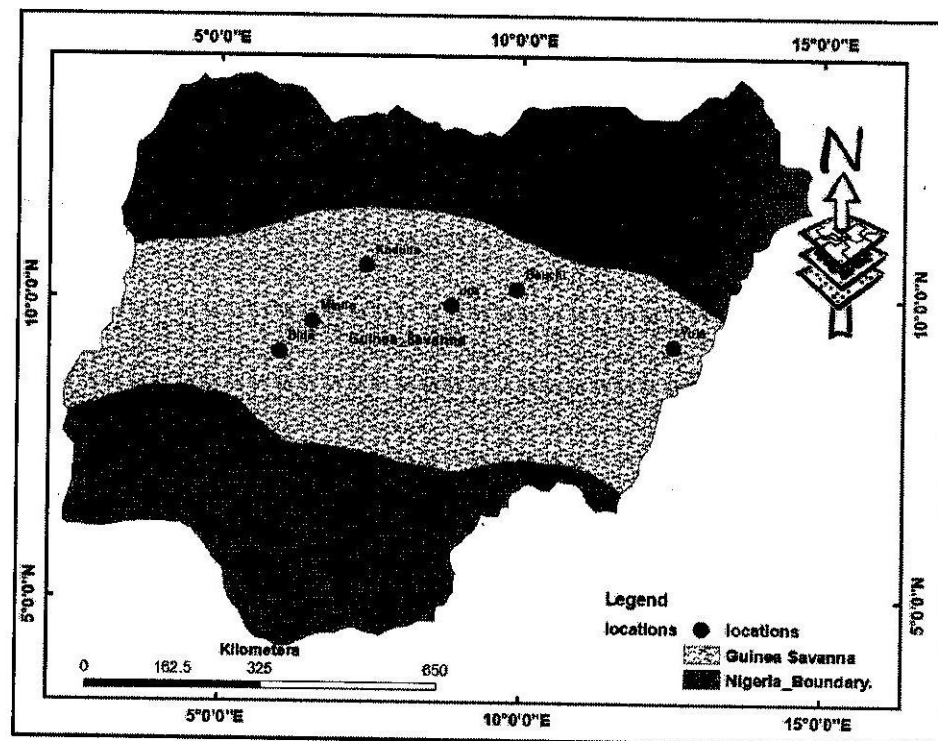 5°0'0"E 10°0'0"E 15°0'0"E
N
Kaduna
Bauchi
Jos
10°0'0"N 10°0'0"N
Minna
Bida
Guinea_Savanna
Yola
5°0'0"N 5°0'0"N
Legend
locations locations
Guinea Savanna
Nigeria_Boundary.
Kilometers
0 162.5 325 650
5°0'0"E 10°0'0"E 15°0'0"E